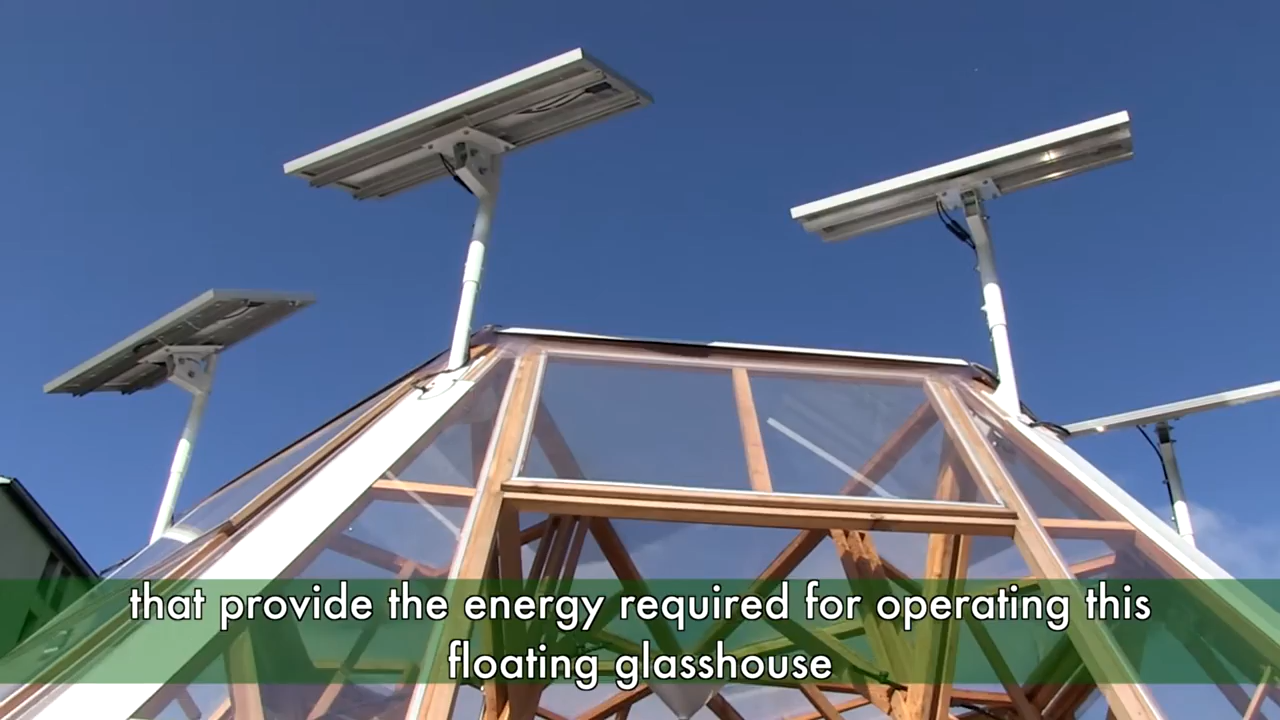 that provide the energy required for operating this
floating glasshouse